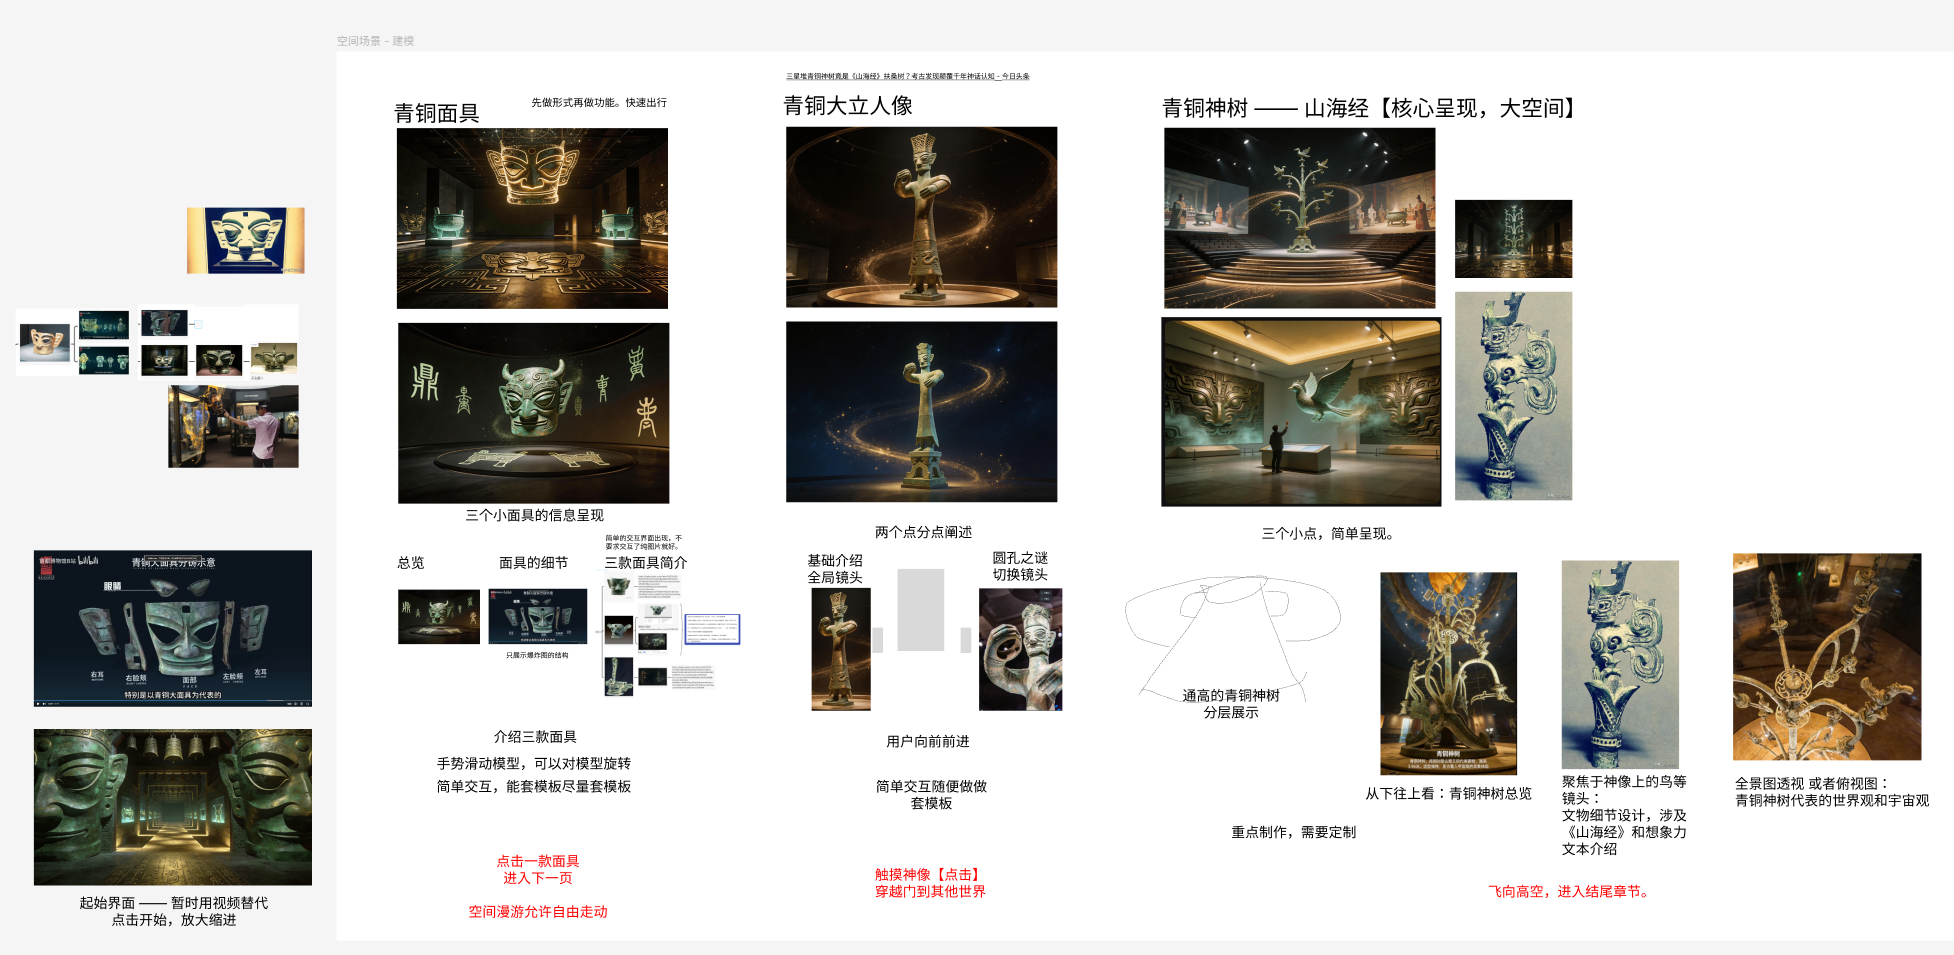 空间场景 - 建模
三星堆青铜神树竟是《山海经》扶桑树？考古发现颠覆千年神话认知 - 今日头条
青铜面具
先做形式再做功能。快速出行
青铜大立人像
青铜神树 —— 山海经【核心呈现，大空间】
三个小面具的信息呈现
两个点分点阐述
三个小点，简单呈现。
简单的交互界面出现，不
要求交互了纯图片就好。
总览
面具的细节
三款面具简介
基础介绍
全局镜头
圆孔之谜
切换镜头
只展示爆炸图的结构
青铜大面具分铸示意
眼睛
右耳
右脸颊
面部
左脸颊
左耳
特别是以青铜大面具为代表的
通高的青铜神树
分层展示
青铜神树
介绍三款面具
手势滑动模型，可以对模型旋转
简单交互，能套模板尽量套模板
用户向前前进
简单交互随便做做
套模板
从下往上看：青铜神树总览
聚焦于神像上的鸟等
镜头：
文物细节设计，涉及
《山海经》和想象力
文本介绍
全景图透视 或者俯视图：
青铜神树代表的世界观和宇宙观
重点制作，需要定制
点击一款面具
进入下一页
空间漫游允许自由走动
触摸神像【点击】
穿越门到其他世界
飞向高空，进入结尾章节。
起始界面 —— 暂时用视频替代
点击开始，放大缩进